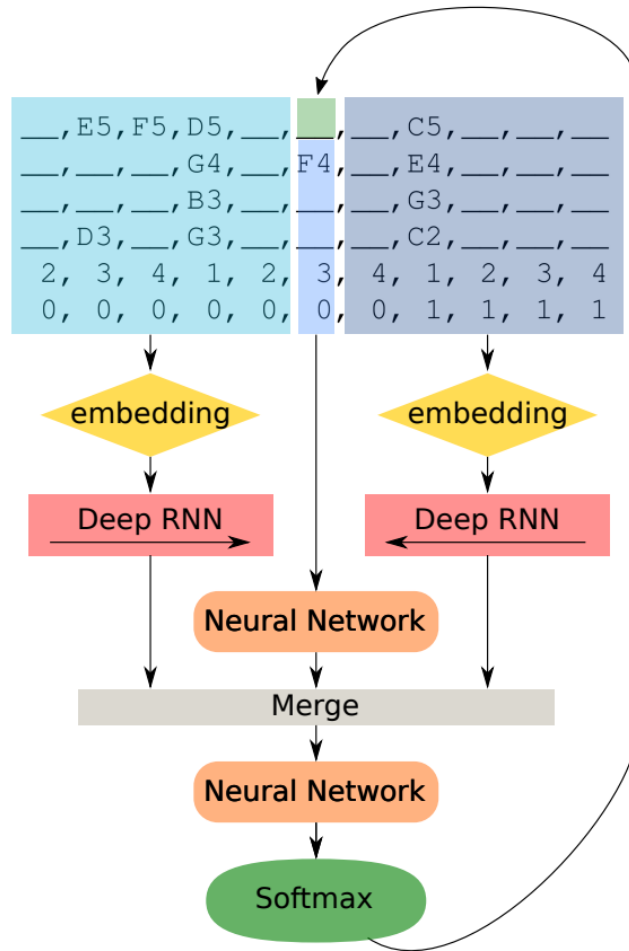 __,E5,F5,D5,__,__,__,C5,__,__,__
__,__,__,G4,__,F4,__,E4,__,__,__
__,__,__,B3,__,__,__,G3,__,__,__
__,D3,__,G3,__,__,__,C2,__,__,__
2, 3, 4, 1, 2, 3, 4, 1, 2, 3, 4
0, 0, 0, 0, 0, 0, 0, 1, 1, 1, 1
embedding embedding
Deep RNN Deep RNN
Neural Network
Merge
Neural Network
Softmax